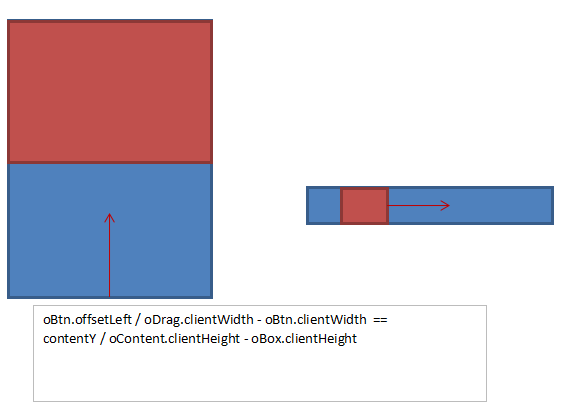 oBtn.offsetLeft / oDrag.clientWidth - oBtn.clientWidth ==
contentY / oContent.clientHeight - oBox.clientHeight